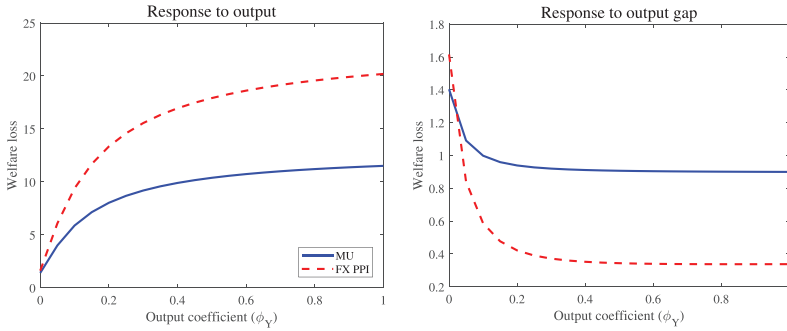 Response to output
25
20
15
10
5
0
Welfare loss
MU
FX PPI
0 0.2 0.4 0.6 0.8 1
Output coefficient (ϕY)
Response to output gap
1.8
1.6
1.4
1.2
1
0.8
0.6
0.4
0.2
Welfare loss
0 0.2 0.4 0.6 0.8
Output coefficient (ϕY)